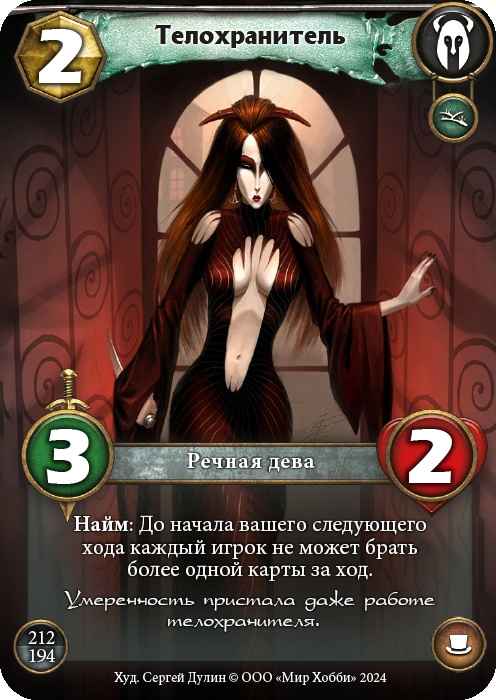 2
Телохранитель
3
Речная дева
2
Найм: До начала вашего следующего
хода каждый игрок не может брать
более одной карты за ход.
Умеренность пристала даже работе
телохранителя.
212
194
Худ. Сергей Дулин © ООО «Мир Хобби» 2024